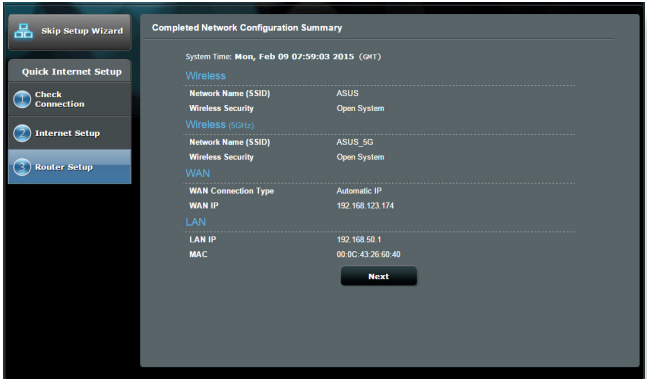 Skip Setup Wizard
Quick Internet Setup
1 Check Connection
2 Internet Setup
3 Router Setup
Completed Network Configuration Summary
System Time: Mon, Feb 09 07:59:03 2015 (GMT)
Wireless
Network Name (SSID) ASUS
Wireless Security Open System
Wireless (5GHz)
Network Name (SSID) ASUS_5G
Wireless Security Open System
WAN
WAN Connection Type Automatic IP
WAN IP 192.168.123.174
LAN
LAN IP 192.168.50.1
MAC 00:0C:43:26:60:40
Next